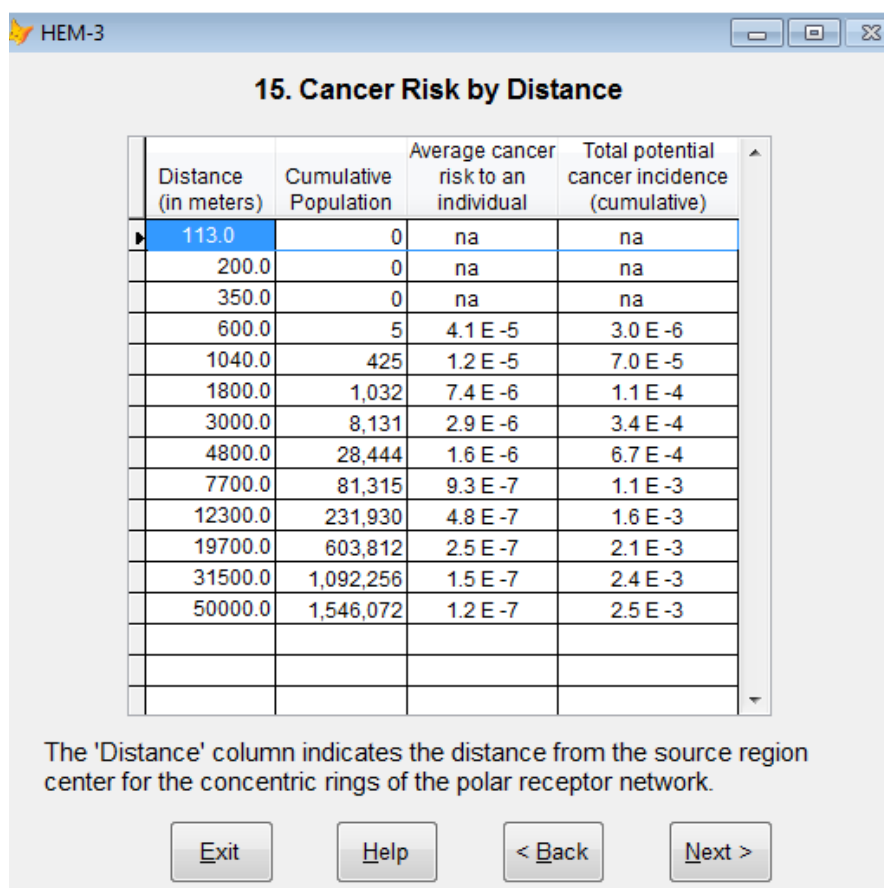 HEM-3
15. Cancer Risk by Distance
Distance (in meters) Cumulative Population Average cancer risk to an individual Total potential cancer incidence (cumulative)
113.0 0 na na
200.0 0 na na
350.0 0 na na
600.0 5 4.1 E -5 3.0 E -6
1040.0 425 1.2 E -5 7.0 E -5
1800.0 1,032 7.4 E -6 1.1 E -4
3000.0 8,131 2.9 E -6 3.4 E -4
4800.0 28,444 1.6 E -6 6.7 E -4
7700.0 81,315 9.3 E -7 1.1 E -3
12300.0 231,930 4.8 E -7 1.6 E -3
19700.0 603,812 2.5 E -7 2.1 E -3
31500.0 1,092,256 1.5 E -7 2.4 E -3
50000.0 1,546,072 1.2 E -7 2.5 E -3
The 'Distance' column indicates the distance from the source region
center for the concentric rings of the polar receptor network.
Exit Help < Back Next >